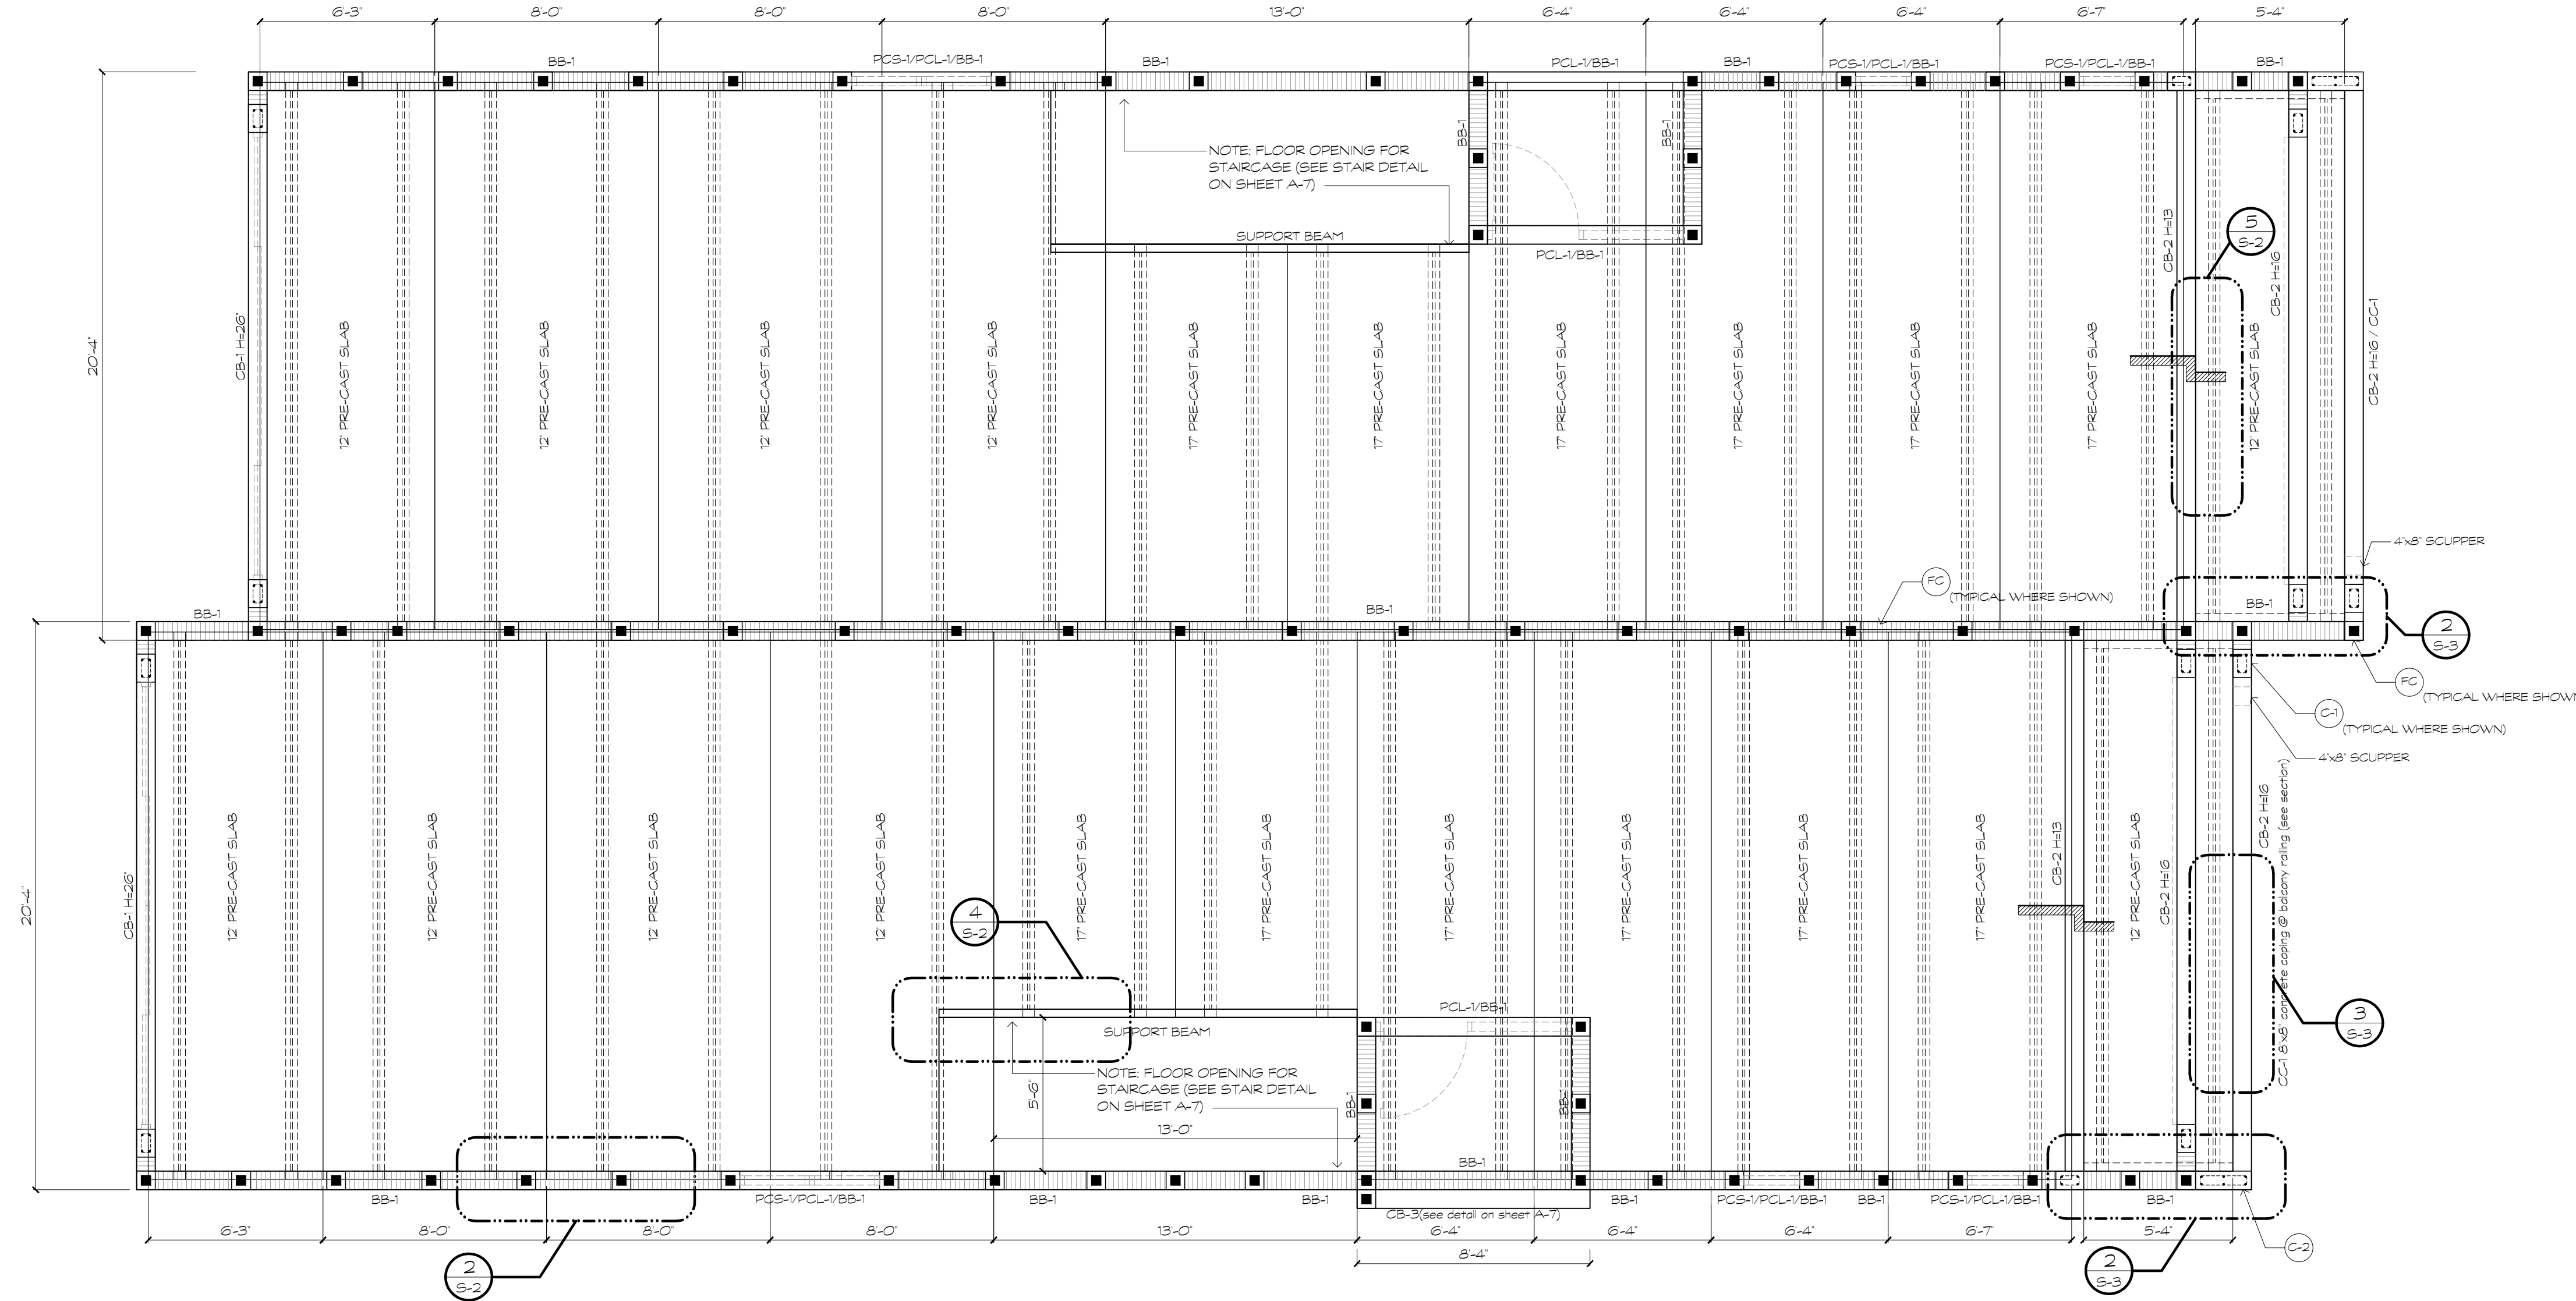 6'-3"
8'-0"
8'-0"
8'-0"
13'-0"
6'-4"
6'-4"
6'-4"
6'-7"
5'-4"
BB-1
PCS-1/PCL-1/BB-1
BB-1
PCL-1/BB-1
BB-1
PCS-1/PCL-1/BB-1
PCS-1/PCL-1/BB-1
BB-1
20'-4"
CB-1 H=26"
BB-1
BB-1
NOTE: FLOOR OPENING FOR
STAIRCASE (SEE STAIR DETAIL
ON SHEET A-7)
SUPPORT BEAM
PCL-1/BB-1
12" PRE-CAST SLAB
12" PRE-CAST SLAB
12" PRE-CAST SLAB
12" PRE-CAST SLAB
17" PRE-CAST SLAB
17" PRE-CAST SLAB
17" PRE-CAST SLAB
17" PRE-CAST SLAB
17" PRE-CAST SLAB
17" PRE-CAST SLAB
CB-2 H=13
5
S-2
12" PRE-CAST SLAB
CB-2 H=16
CB-2 H=16 / CC-1
4"x8" SCUPPER
FC
(TYPICAL WHERE SHOWN)
BB-1
BB-1
BB-1
2
S-3
FC
(TYPICAL WHERE SHOWN
C-1
(TYPICAL WHERE SHOWN)
4"x8" SCUPPER
20'-4"
CB-1 H=26"
12" PRE-CAST SLAB
12" PRE-CAST SLAB
12" PRE-CAST SLAB
12" PRE-CAST SLAB
17" PRE-CAST SLAB
17" PRE-CAST SLAB
17" PRE-CAST SLAB
17" PRE-CAST SLAB
17" PRE-CAST SLAB
17" PRE-CAST SLAB
CB-2 H=13
12" PRE-CAST SLAB
CB-2 H=16
CB-2 H=16
CC-1 8"x8" concrete coping @ balcony railing (see section)
4
S-2
3
S-3
SUPPORT BEAM
PCL-1/BB-1
NOTE: FLOOR OPENING FOR
STAIRCASE (SEE STAIR DETAIL
ON SHEET A-7)
5'-6"
13'-0"
BB-1
BB-1
BB-1
BB-1
PCS-1/PCL-1/BB-1
BB-1
BB-1
BB-1
PCS-1/PCL-1/BB-1
BB-1
PCS-1/PCL-1/BB-1
BB-1
CB-3(see detail on sheet A-7)
6'-3"
8'-0"
8'-0"
8'-0"
13'-0"
6'-4"
6'-4"
6'-4"
6'-7"
5'-4"
8'-4"
C-2
2
S-2
2
S-3